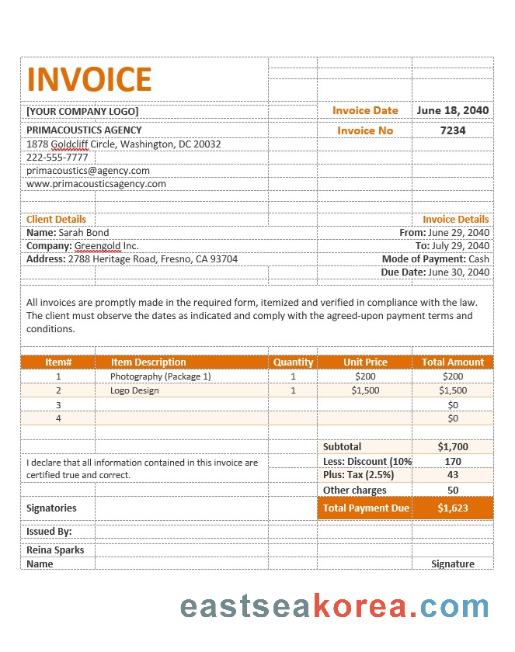 INVOICE
[YOUR COMPANY LOGO] Invoice Date June 18, 2040
PRIMACOUSTICS AGENCY Invoice No 7234
1878 Goldcliff Circle, Washington, DC 20032
222-555-7777
primacoustics@agency.com
www.primacousticsagency.com
Client Details Invoice Details
Name: Sarah Bond From: June 29, 2040
Company: Greengold Inc. To: July 29, 2040
Address: 2788 Heritage Road, Fresno, CA 93704 Mode of Payment: Cash
Due Date: June 30, 2040
All invoices are promptly made in the required form, itemized and verified in compliance with the law.
The client must observe the dates as indicated and comply with the agreed-upon payment terms and
conditions.
Item# Item Description Quantity Unit Price Total Amount
1 Photography (Package 1) 1 $200 $200
2 Logo Design 1 $1,500 $1,500
3 $0
4 $0
Subtotal $1,700
I declare that all information contained in this invoice are Less: Discount (10% 170
certified true and correct. Plus: Tax (2.5%) 43
Other charges 50
Signatories Total Payment Due $1,623
Issued By:
Reina Sparks
Name Signature
eastseakorea.com